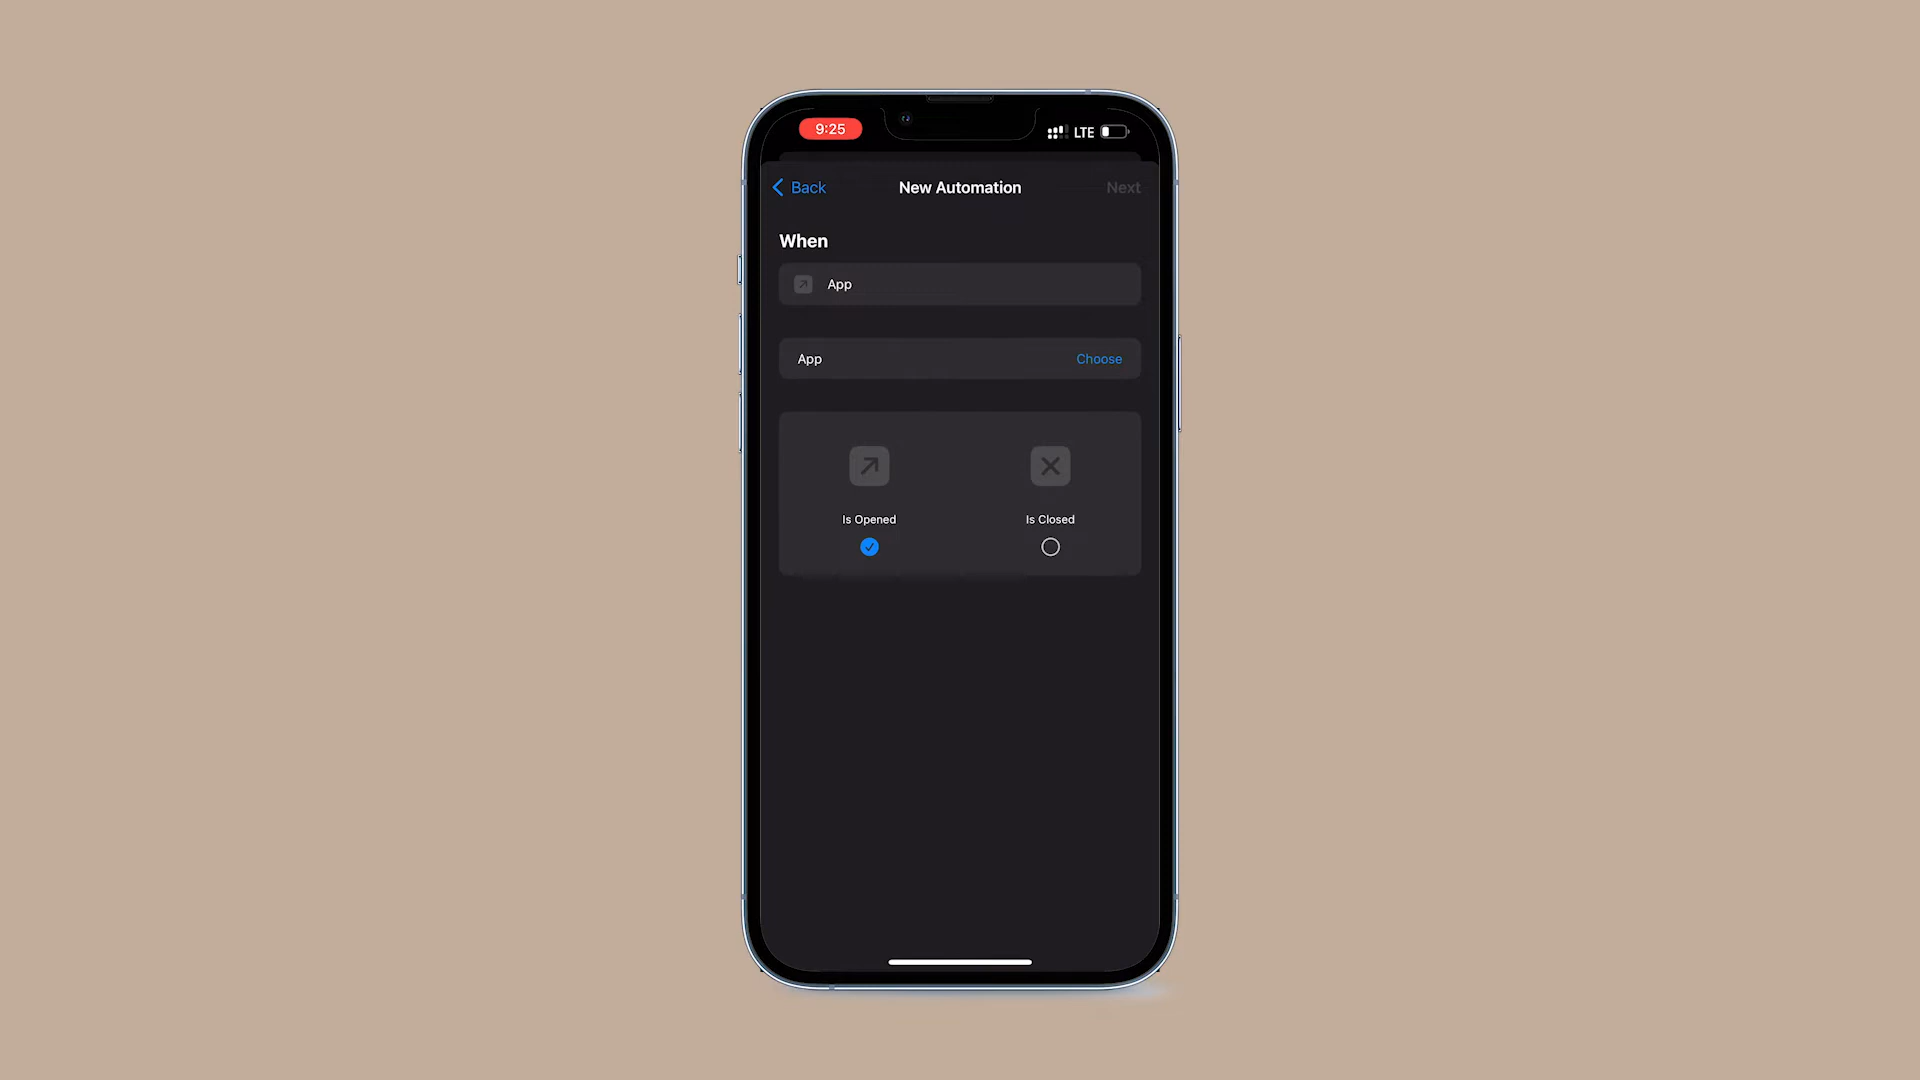 9:25 LTE
Back New Automation Next
When
App
App Choose
Is Opened Is Closed